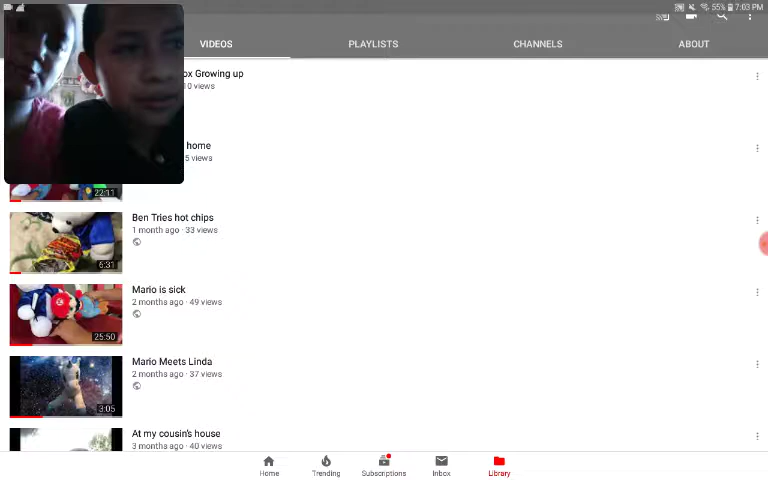 55% 7:03 PM
VIDEOS PLAYLISTS CHANNELS ABOUT
ox Growing up
10 views
home
5 views
22:11
Ben Tries hot chips
1 month ago · 33 views
6:31
Mario is sick
2 months ago · 49 views
25:50
Mario Meets Linda
2 months ago · 37 views
3:05
At my cousin's house
3 months ago · 40 views
Home Trending Subscriptions Inbox Library